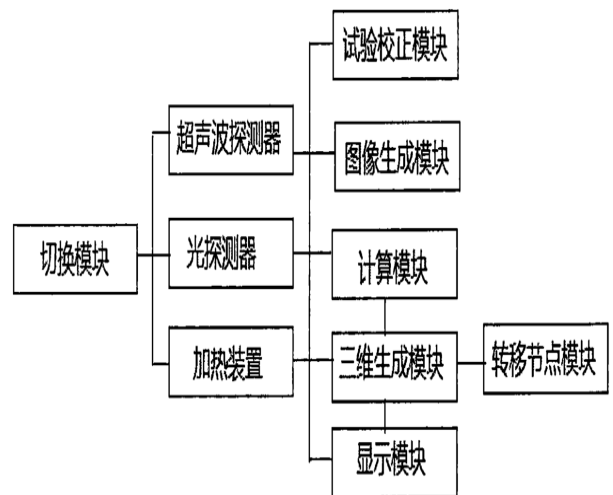 试验校正模块
超声波探测器
图像生成模块
切换模块
光探测器
计算模块
加热装置
三维生成模块
转移节点模块
显示模块